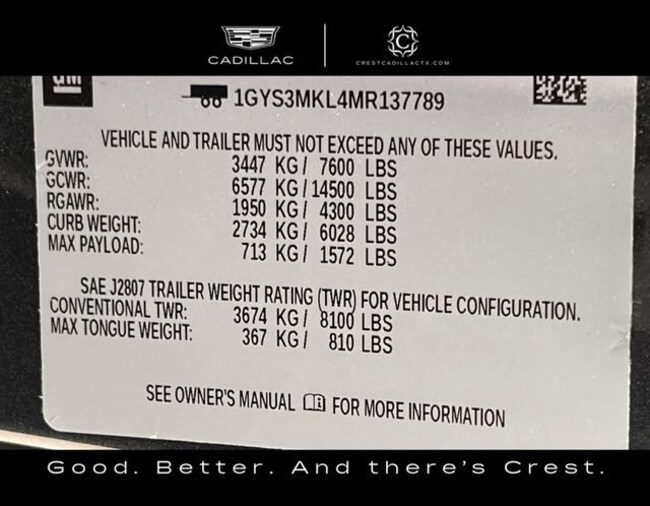 CADILLAC
C
CRESTCADILLACTX.COM
GM
1GYS3MKL4MR137789
VEHICLE AND TRAILER MUST NOT EXCEED ANY OF THESE VALUES.
GVWR: 3447 KG/ 7600 LBS
GCWR: 6577 KG/14500 LBS
RGAWR: 1950 KG/ 4300 LBS
CURB WEIGHT: 2734 KG/ 6028 LBS
MAX PAYLOAD: 713 KG/ 1572 LBS
SAE J2807 TRAILER WEIGHT RATING (TWR) FOR VEHICLE CONFIGURATION.
CONVENTIONAL TWR: 3674 KG/ 8100 LBS
MAX TONGUE WEIGHT: 367 KG/ 810 LBS
SEE OWNER'S MANUAL FOR MORE INFORMATION
Good. Better. And there's Crest.